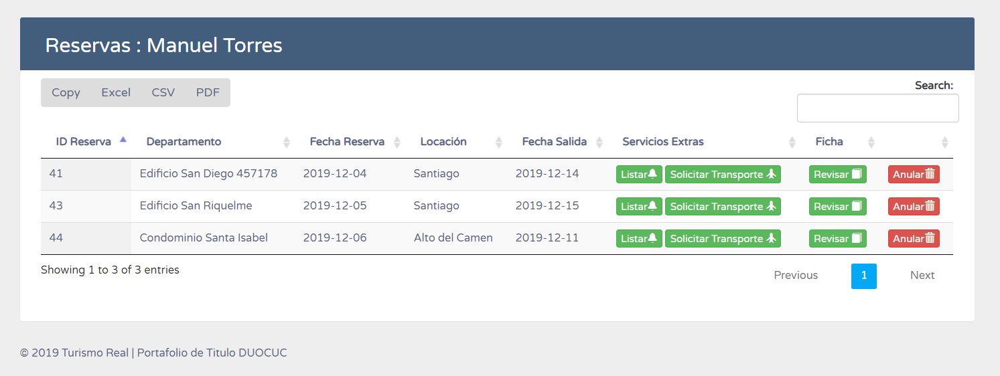 Reservas : Manuel Torres
Copy Excel CSV PDF
Search:
ID Reserva Departamento Fecha Reserva Locación Fecha Salida Servicios Extras Ficha
41 Edificio San Diego 457178 2019-12-04 Santiago 2019-12-14 Listar Solicitar Transporte Revisar Anular
43 Edificio San Riquelme 2019-12-05 Santiago 2019-12-15 Listar Solicitar Transporte Revisar Anular
44 Condominio Santa Isabel 2019-12-06 Alto del Camen 2019-12-11 Listar Solicitar Transporte Revisar Anular
Showing 1 to 3 of 3 entries
Previous 1 Next
© 2019 Turismo Real | Portafolio de Titulo DUOCUC